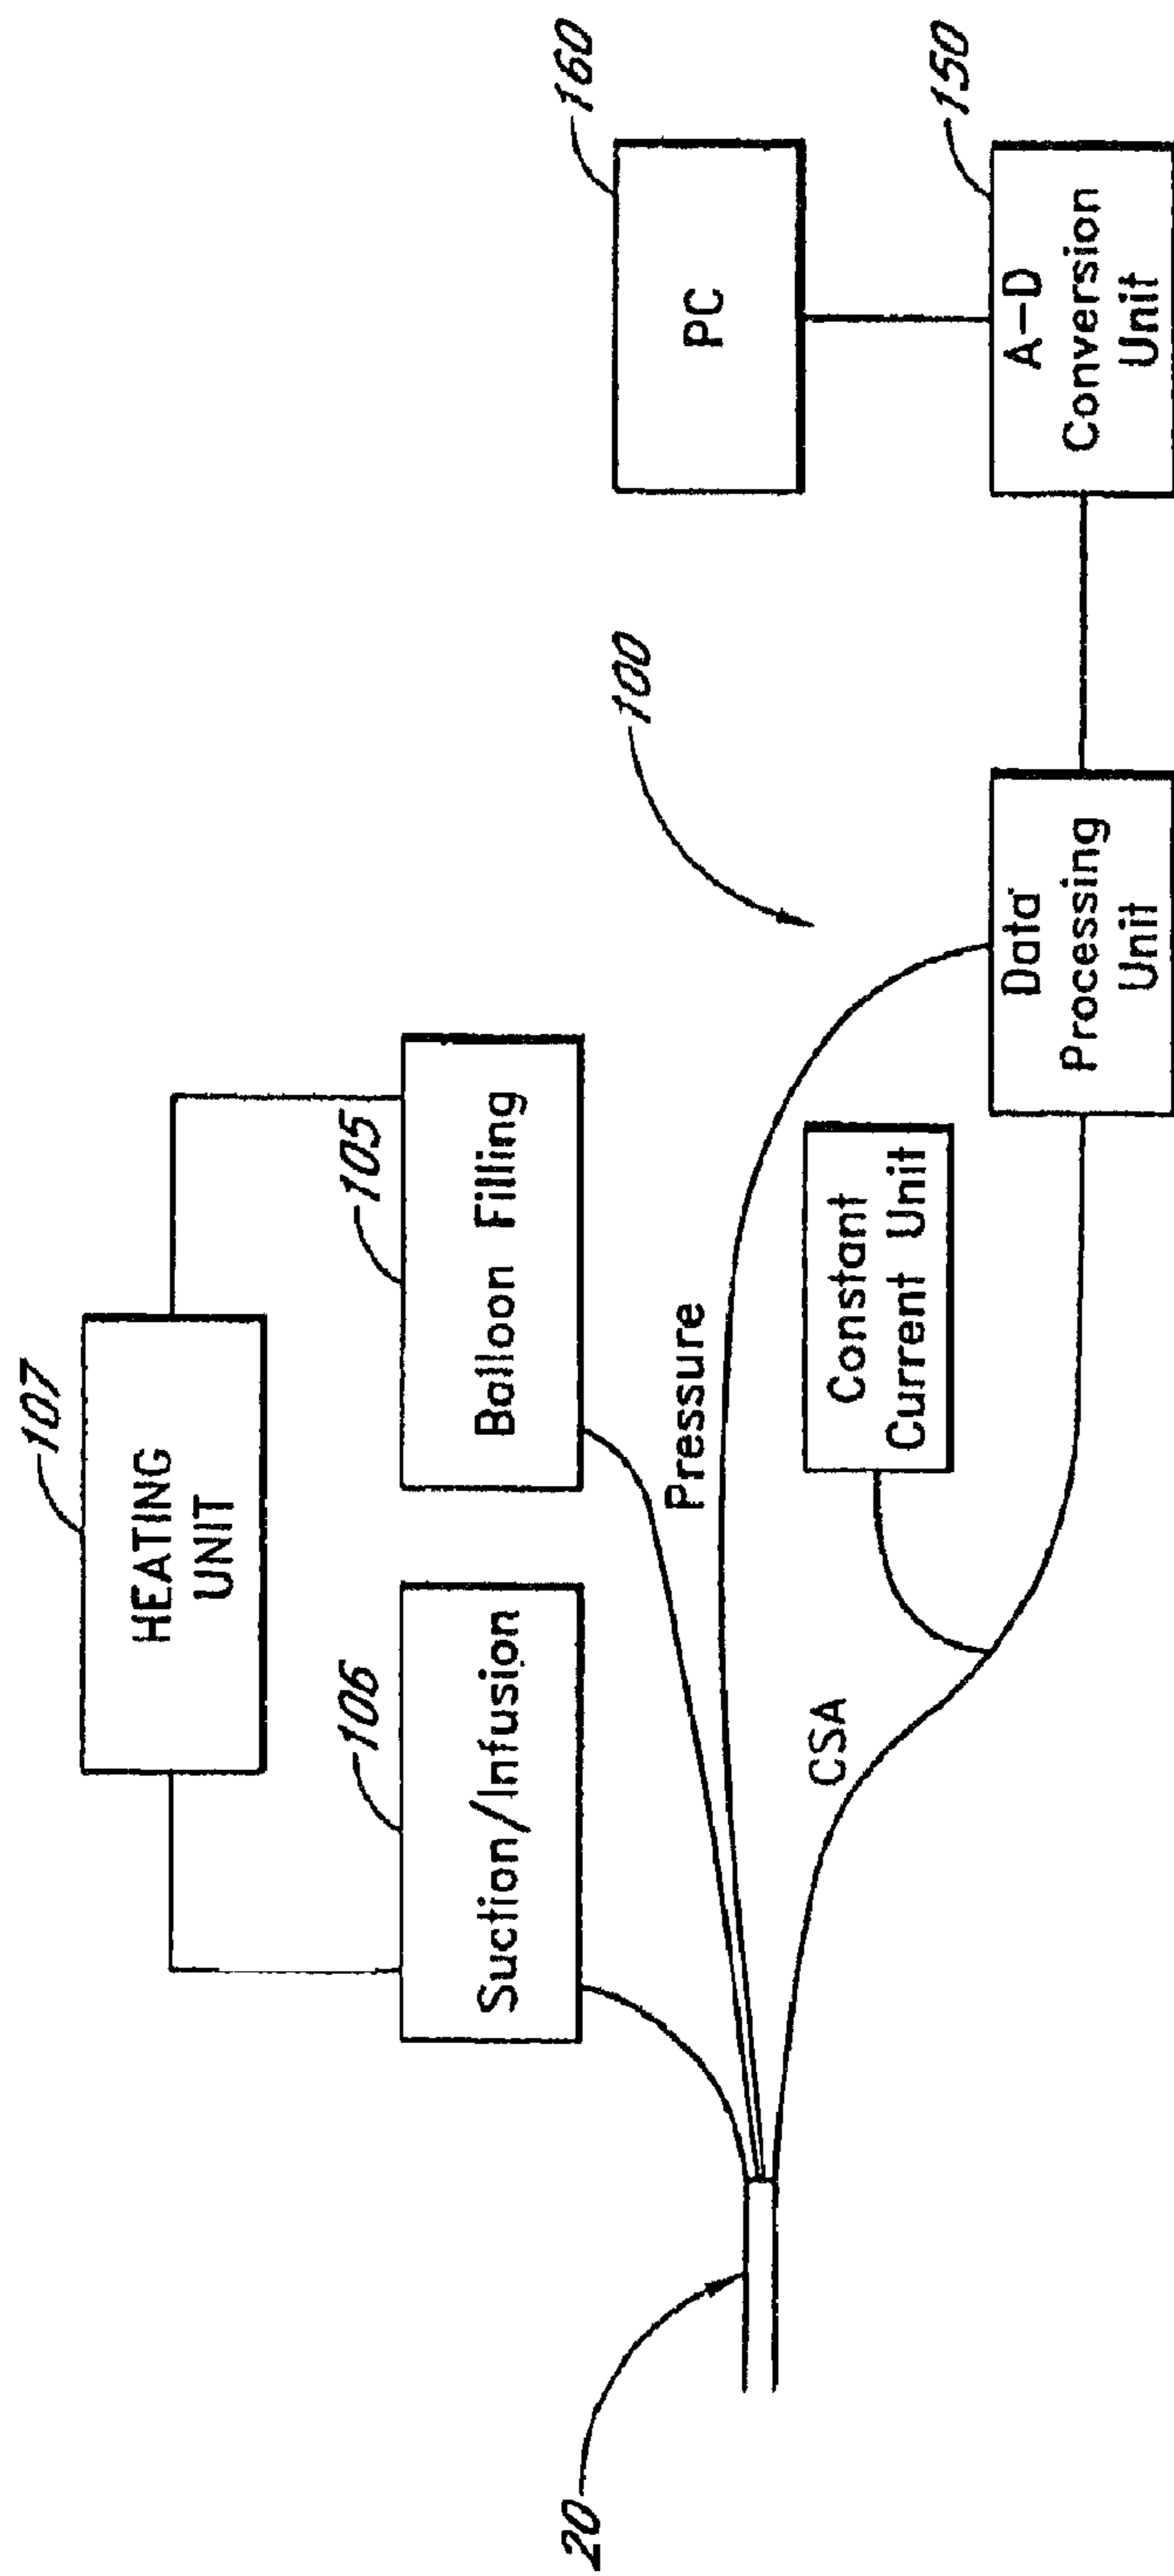 107
HEATING
UNIT
106
Suction/Infusion
105
Balloon Filling
160
PC
20
Pressure
100
CSA
Constant
Current Unit
Data
Processing
Unit
150
A-D
Conversion
Unit